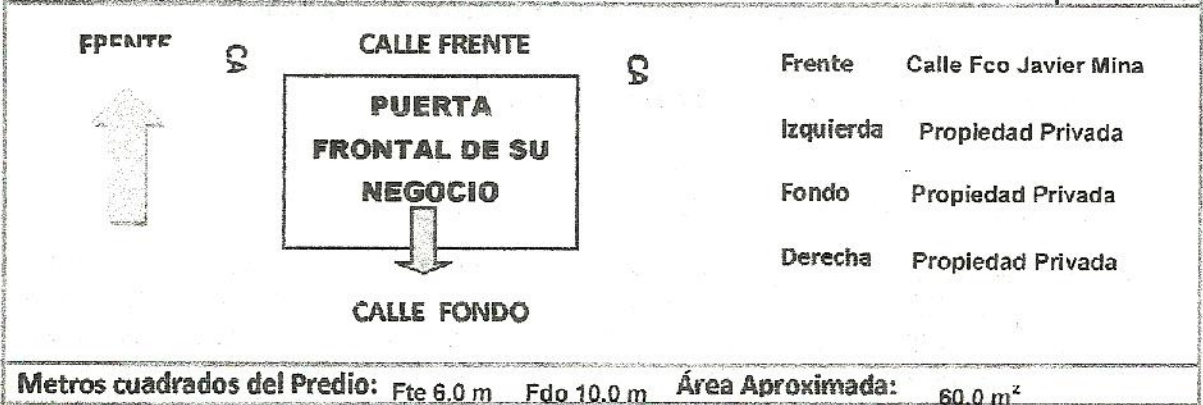 FRENTE
CA
CALLE FRENTE
CA
PUERTA
FRONTAL DE SU
NEGOCIO
CALLE FONDO
Frente Calle Fco Javier Mina
Izquierda Propiedad Privada
Fondo Propiedad Privada
Derecha Propiedad Privada
Metros cuadrados del Predio: Fte 6.0 m Fdo 10.0 m Área Aproximada: 60.0 m²